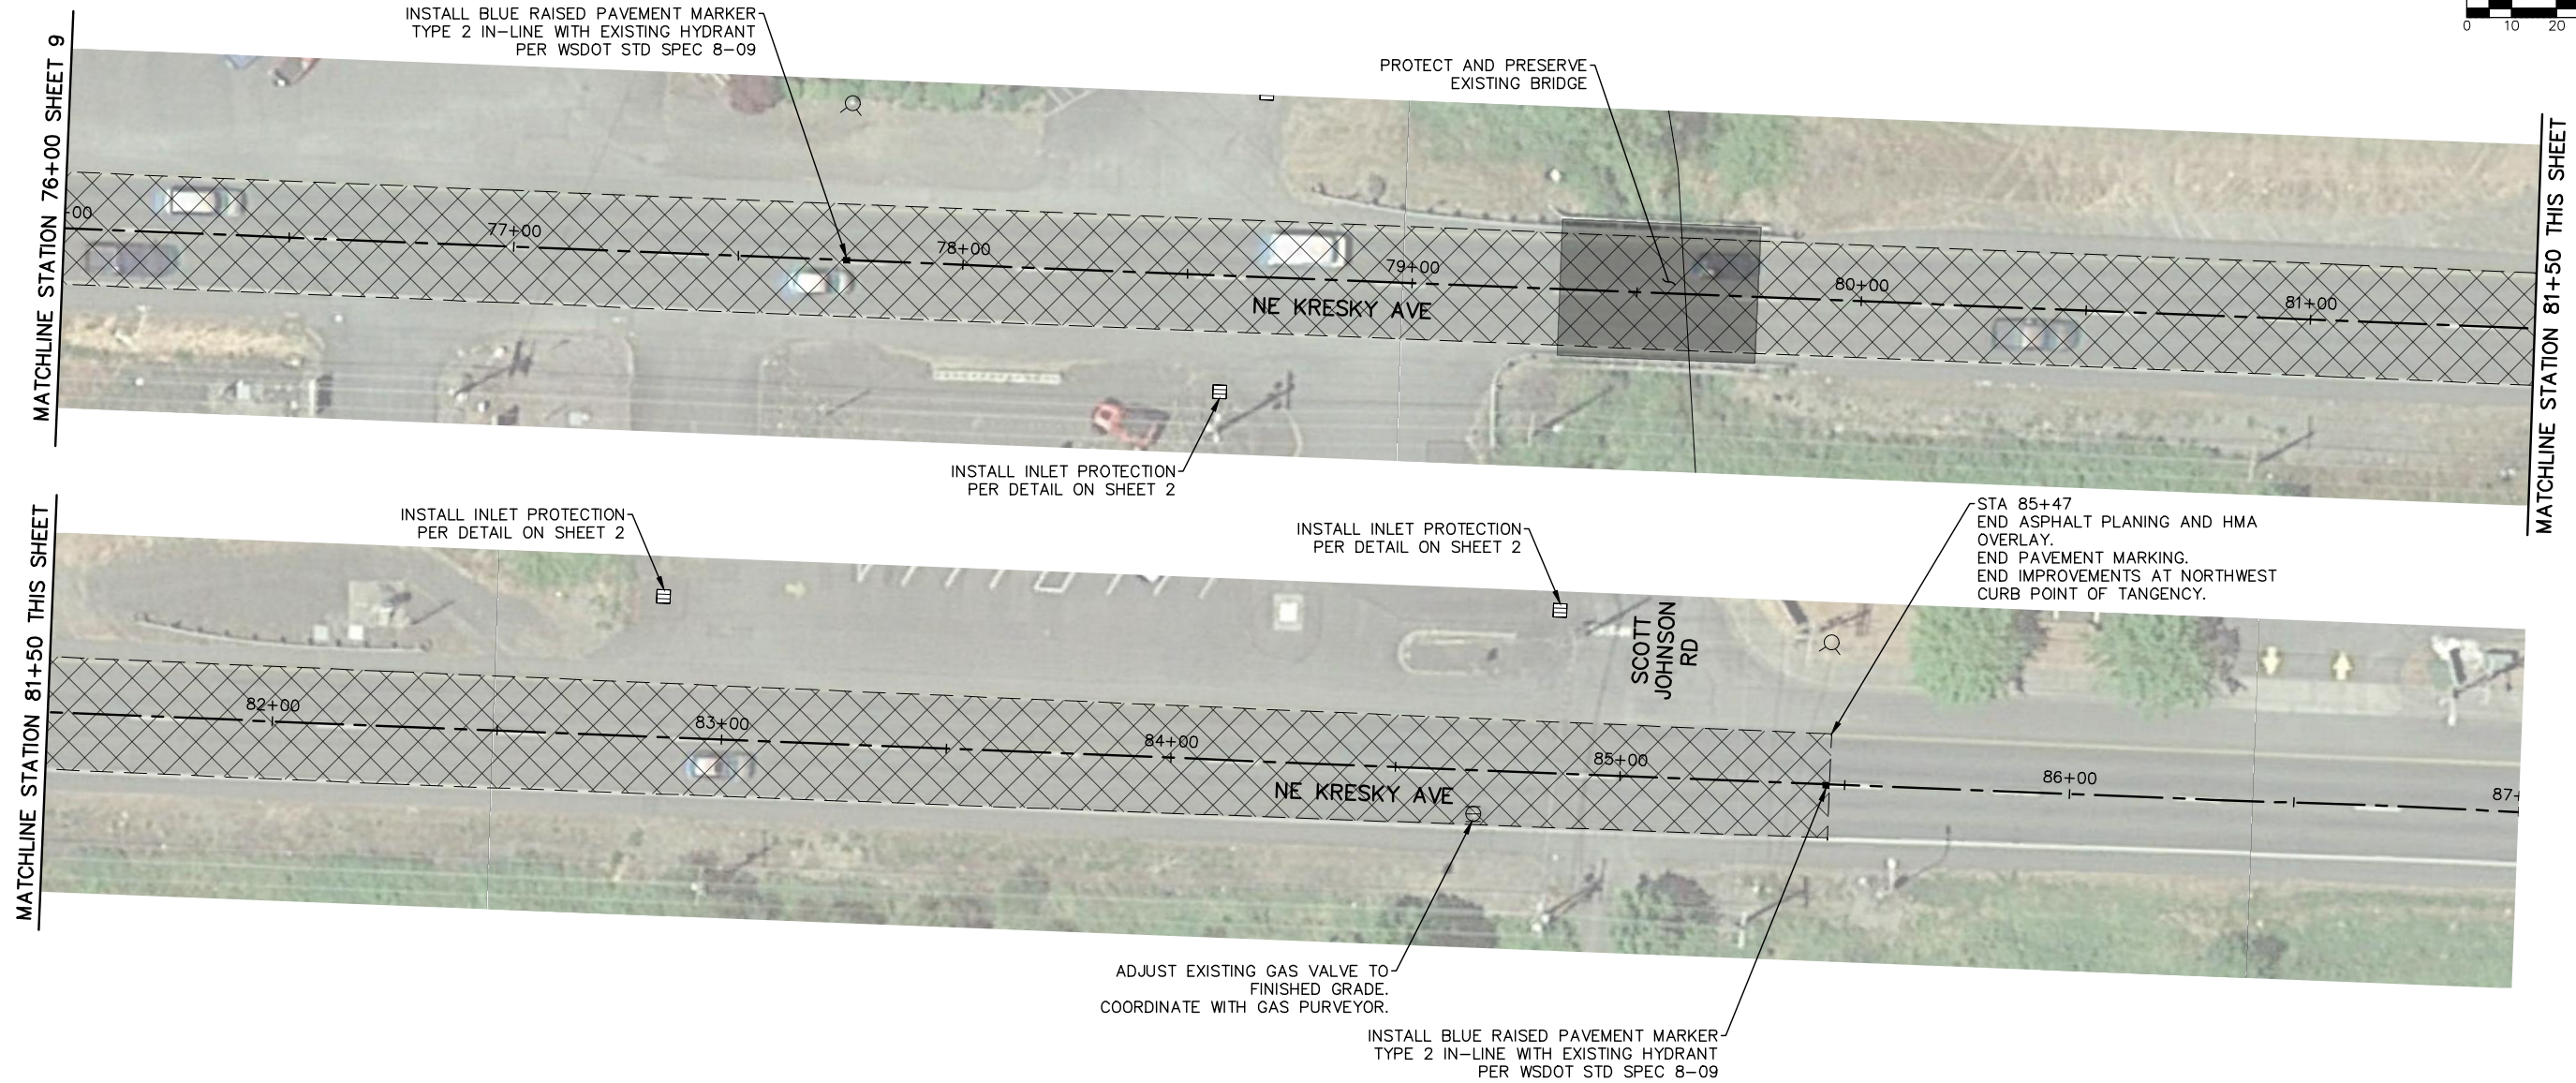 INSTALL BLUE RAISED PAVEMENT MARKER
TYPE 2 IN-LINE WITH EXISTING HYDRANT
PER WSDOT STD SPEC 8-09
0 10 20
PROTECT AND PRESERVE
EXISTING BRIDGE
MATCHLINE STATION 76+00 SHEET 9
-00
77+00
78+00
79+00
80+00
81+00
NE KRESKY AVE
MATCHLINE STATION 81+50 THIS SHEET
INSTALL INLET PROTECTION
PER DETAIL ON SHEET 2
MATCHLINE STATION 81+50 THIS SHEET
INSTALL INLET PROTECTION
PER DETAIL ON SHEET 2
INSTALL INLET PROTECTION
PER DETAIL ON SHEET 2
STA 85+47
END ASPHALT PLANING AND HMA
OVERLAY.
END PAVEMENT MARKING.
END IMPROVEMENTS AT NORTHWEST
CURB POINT OF TANGENCY.
SCOTT
JOHNSON
RD
82+00
83+00
84+00
85+00
86+00
87+
NE KRESKY AVE
ADJUST EXISTING GAS VALVE TO
FINISHED GRADE.
COORDINATE WITH GAS PURVEYOR.
INSTALL BLUE RAISED PAVEMENT MARKER
TYPE 2 IN-LINE WITH EXISTING HYDRANT
PER WSDOT STD SPEC 8-09